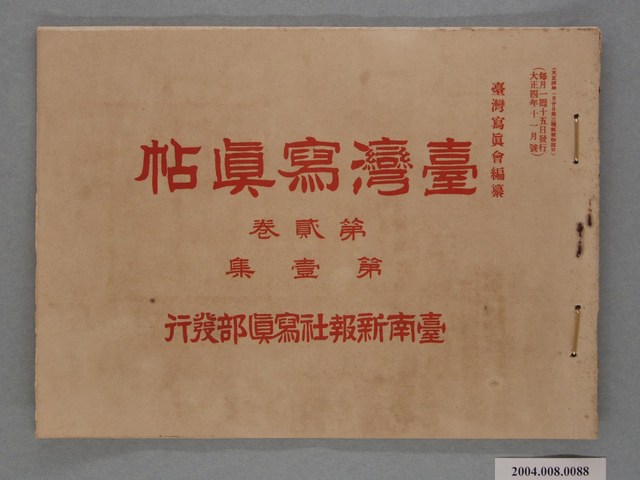 每月一回十五日發行
(大正四年十一月號)
臺灣寫眞會編纂
臺灣寫眞帖
第貳卷
第壹集
臺南新報社寫眞部發行
2004.008.0088